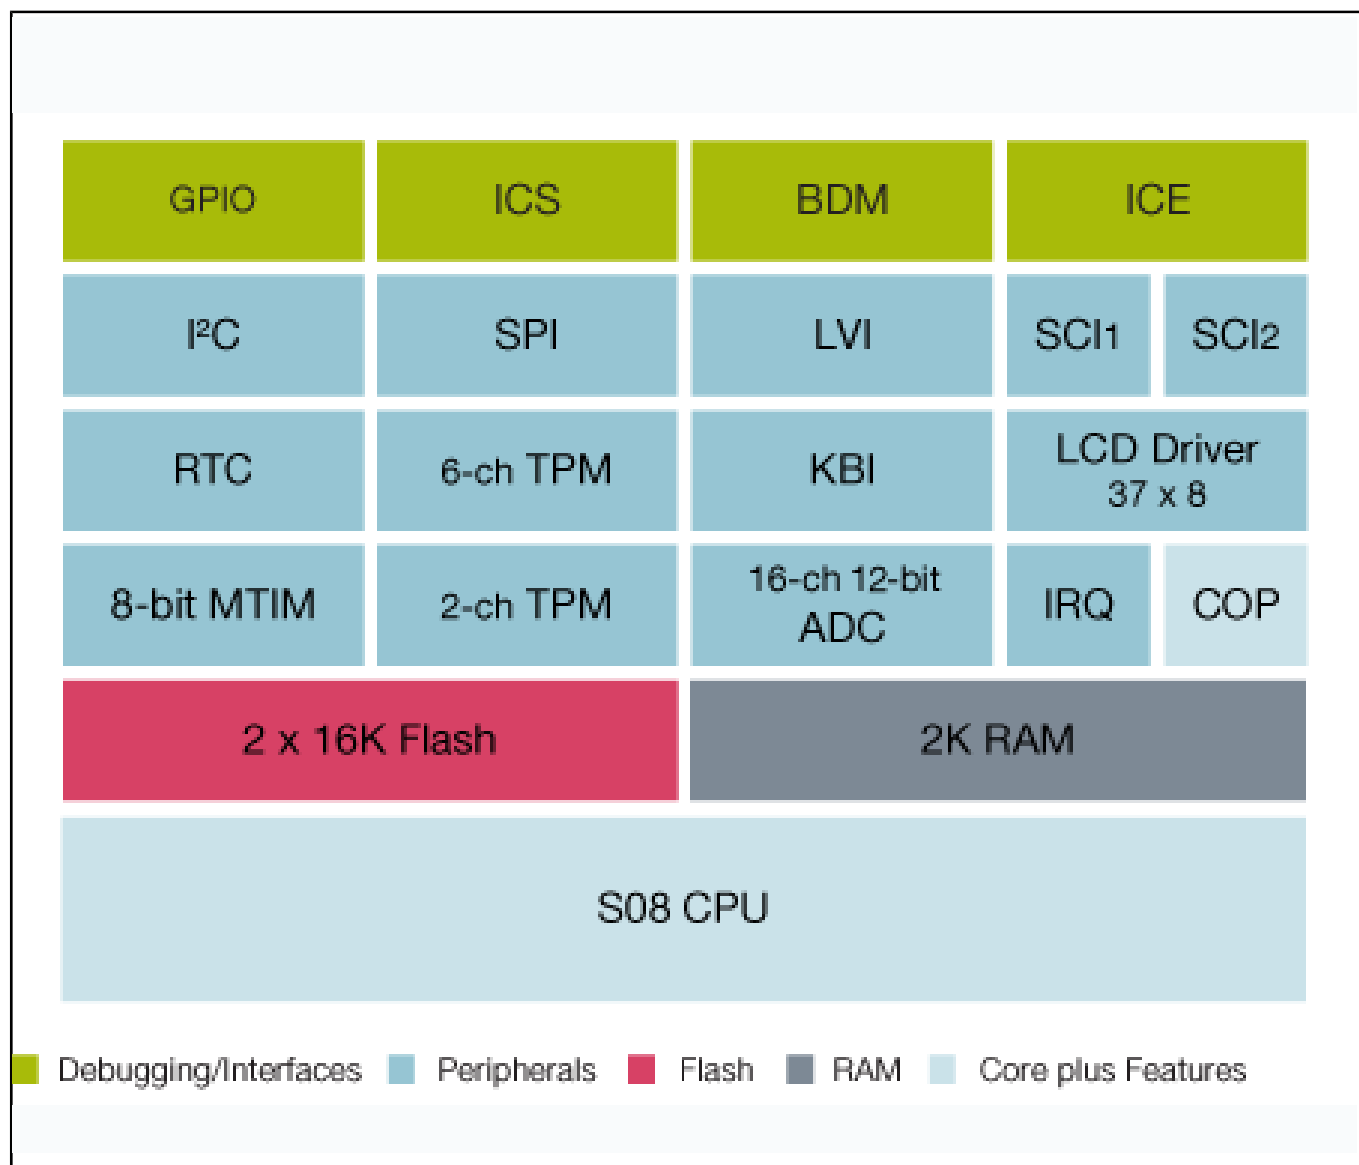 GPIO ICS BDM ICE
I²C SPI LVI SCI1 SCI2
RTC 6-ch TPM KBI LCD Driver
37 x 8
8-bit MTIM 2-ch TPM 16-ch 12-bit
ADC IRQ COP
2 x 16K Flash 2K RAM
S08 CPU
Debugging/Interfaces Peripherals Flash RAM Core plus Features